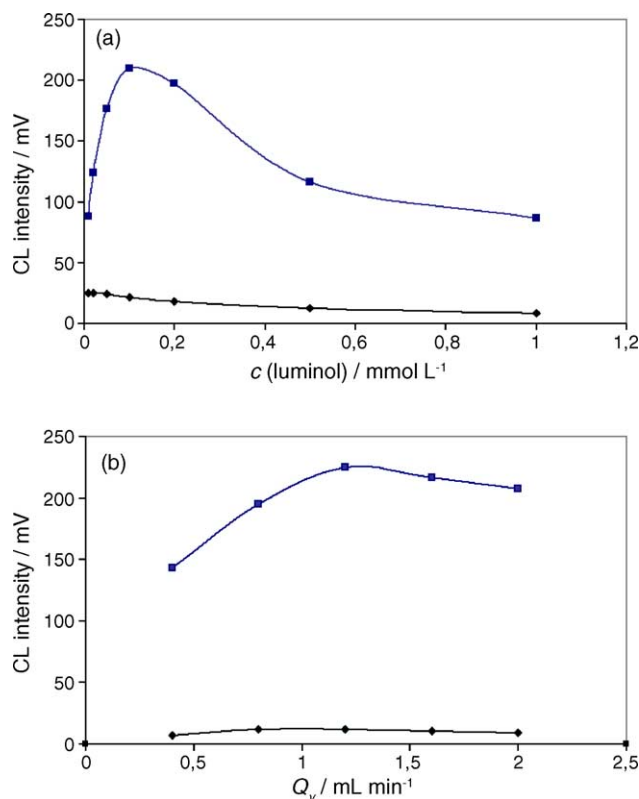 (a)
CL intensity / mV
250
200
150
100
50
0
0 0,2 0,4 0,6 0,8 1 1,2
c (luminol) / mmol L⁻¹
(b)
CL intensity / mV
250
200
150
100
50
0
0 0,5 1 1,5 2 2,5
Qᵥ / mL min⁻¹